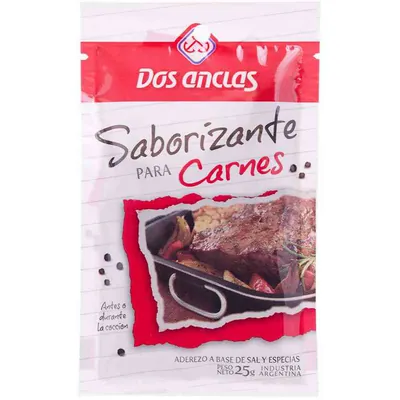 Dos anclas
Saborizante
PARA Carnes
Antes o
durante
la cocción
ADEREZO A BASE DE SAL Y ESPECIAS
PESO NETO 25g INDUSTRIA ARGENTINA